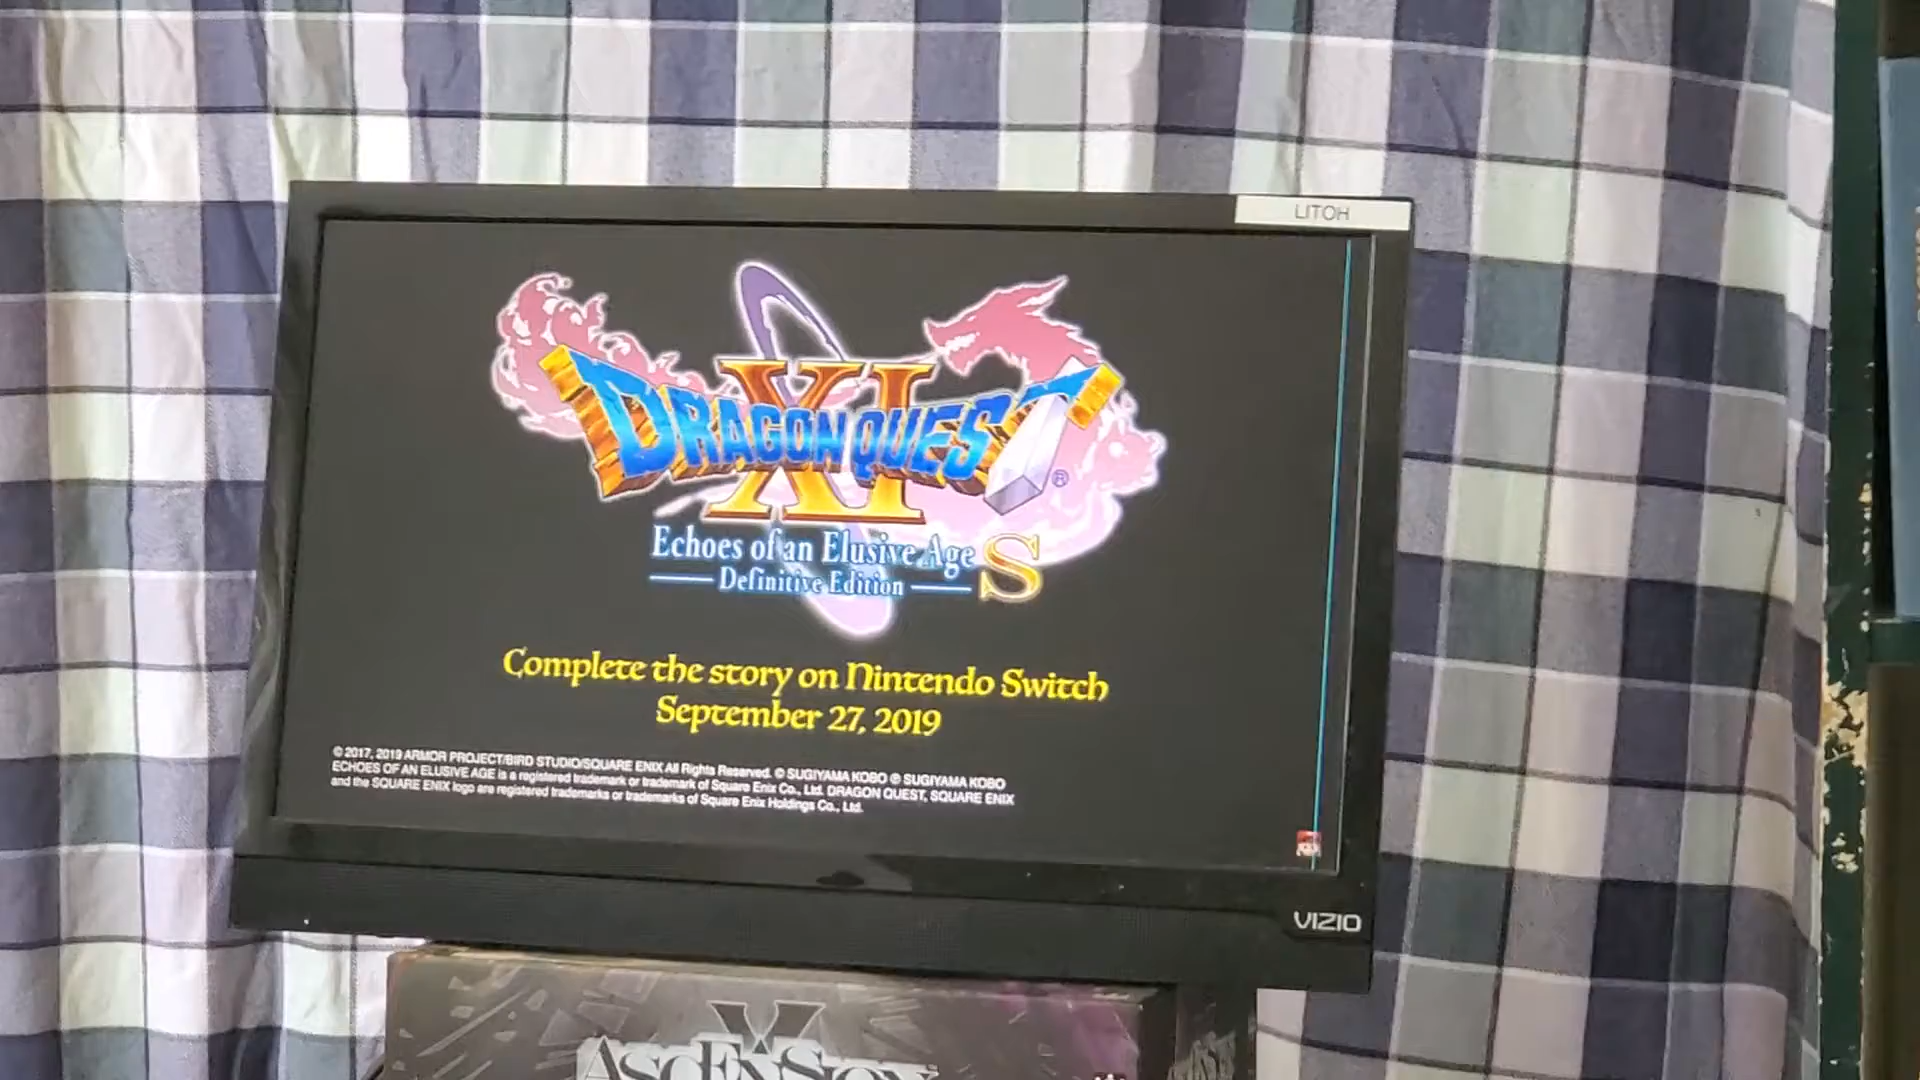 LITOH
XI
DRAGON QUEST ®
Echoes of an Elusive Age S
Definitive Edition
Complete the story on Nintendo Switch
September 27, 2019
© 2017, 2019 ARMOR PROJECT/BIRD STUDIO/SQUARE ENIX All Rights Reserved. © SUGIYAMA KOBO ℗ SUGIYAMA KOBO
ECHOES OF AN ELUSIVE AGE is a registered trademark or trademark of Square Enix Co., Ltd. DRAGON QUEST, SQUARE ENIX
and the SQUARE ENIX logo are registered trademarks or trademarks of Square Enix Holdings Co., Ltd.
VIZIO
ASCENSION